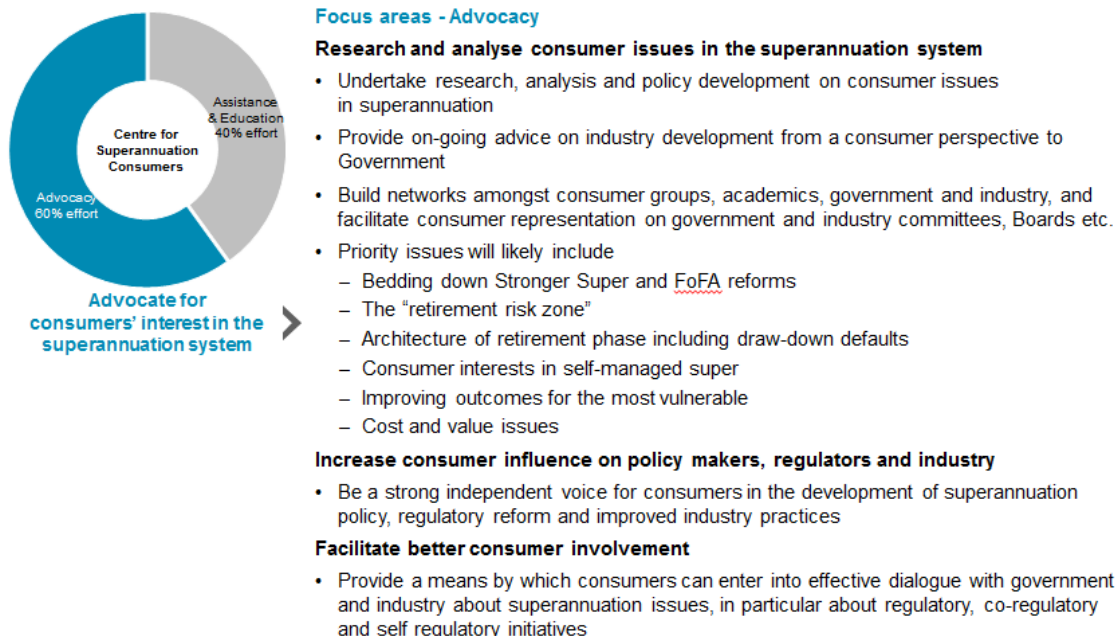 Assistance
& Education
40% effort
Centre for
Superannuation
Consumers
Advocacy
60% effort
Advocate for
consumers' interest in the
superannuation system
Focus areas - Advocacy
Research and analyse consumer issues in the superannuation system
• Undertake research, analysis and policy development on consumer issues
in superannuation
• Provide on-going advice on industry development from a consumer perspective to
Government
• Build networks amongst consumer groups, academics, government and industry, and
facilitate consumer representation on government and industry committees, Boards etc.
• Priority issues will likely include
– Bedding down Stronger Super and FoFA reforms
– The “retirement risk zone”
– Architecture of retirement phase including draw-down defaults
– Consumer interests in self-managed super
– Improving outcomes for the most vulnerable
– Cost and value issues
Increase consumer influence on policy makers, regulators and industry
• Be a strong independent voice for consumers in the development of superannuation
policy, regulatory reform and improved industry practices
Facilitate better consumer involvement
• Provide a means by which consumers can enter into effective dialogue with government
and industry about superannuation issues, in particular about regulatory, co-regulatory
and self regulatory initiatives